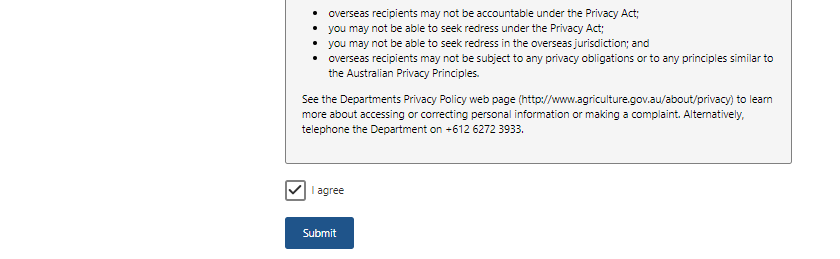 • overseas recipients may not be accountable under the Privacy Act;
• you may not be able to seek redress under the Privacy Act;
• you may not be able to seek redress in the overseas jurisdiction; and
• overseas recipients may not be subject to any privacy obligations or to any principles similar to
the Australian Privacy Principles.
See the Departments Privacy Policy web page (http://www.agriculture.gov.au/about/privacy) to learn
more about accessing or correcting personal information or making a complaint. Alternatively,
telephone the Department on +612 6272 3933.
I agree
Submit